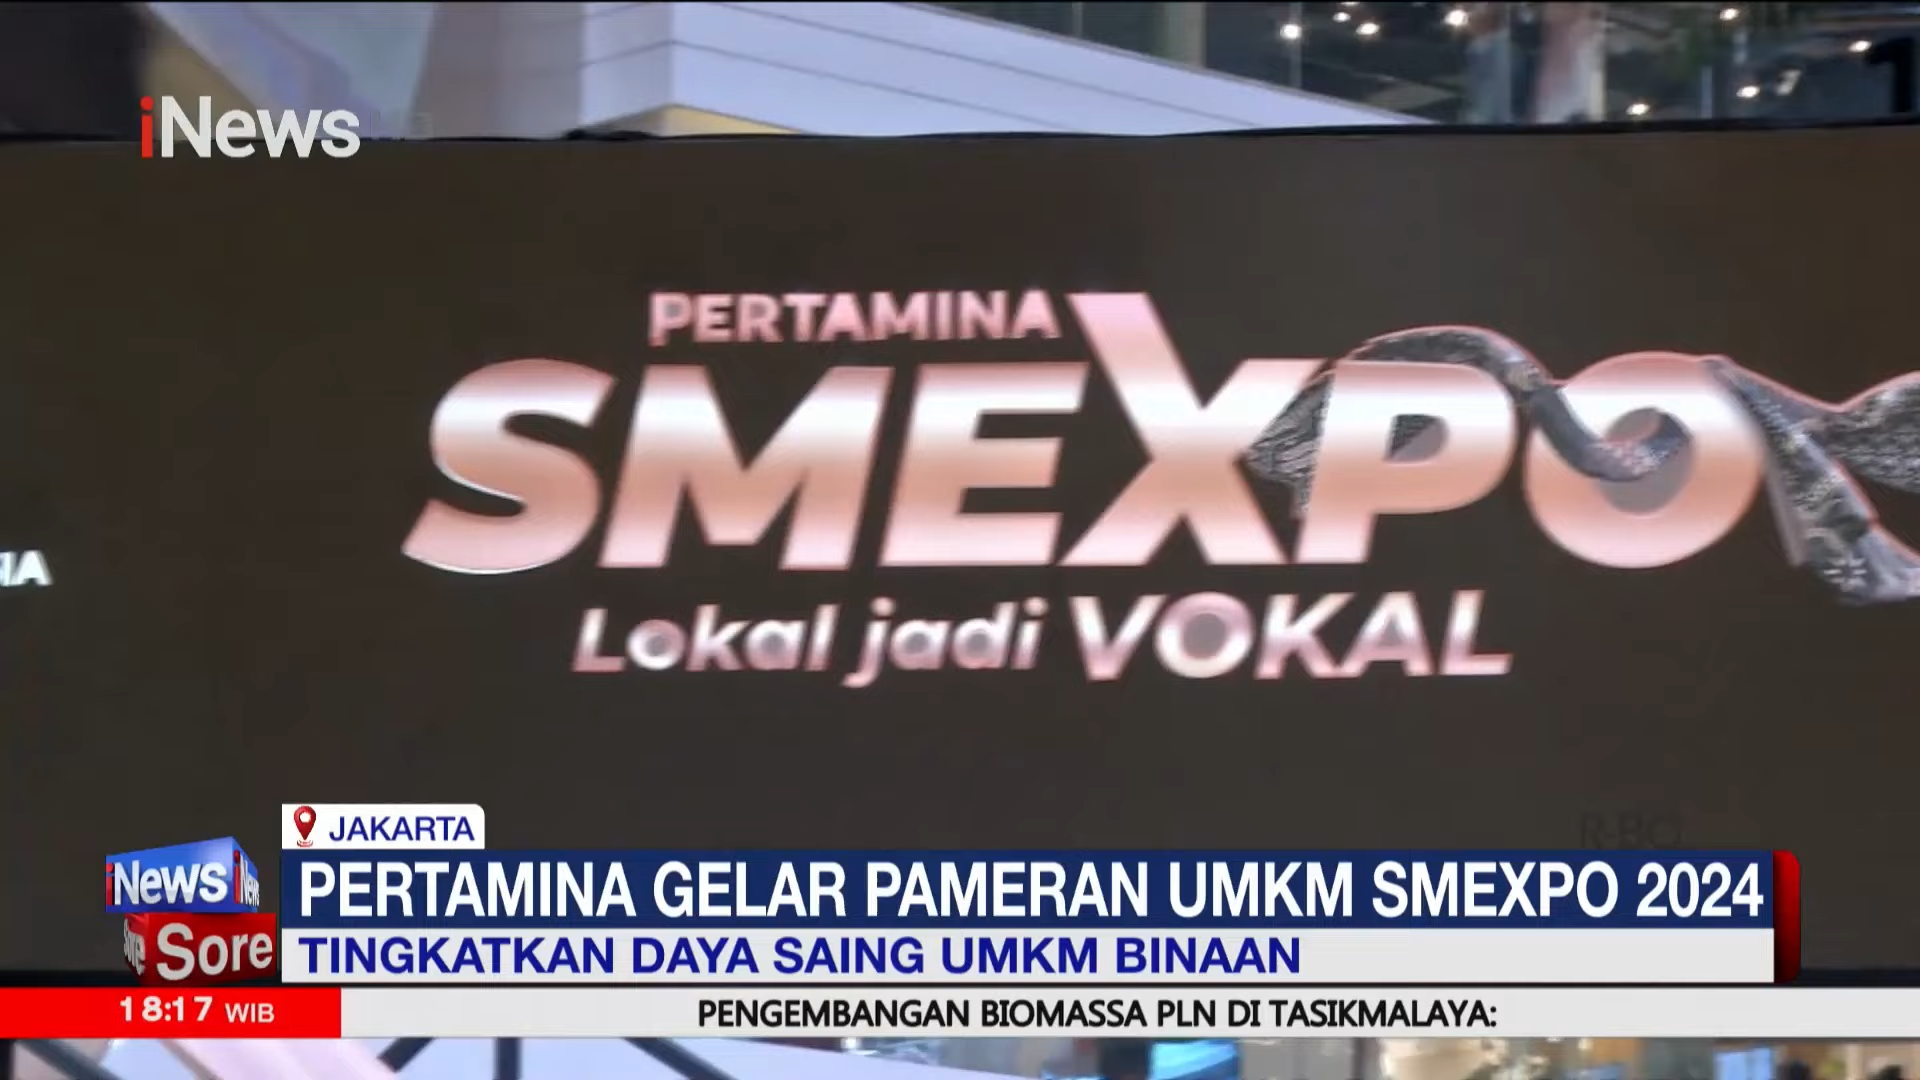 iNews
PERTAMINA
SMEXPO
Lokal jadi VOKAL
JAKARTA
iNews
Sore
PERTAMINA GELAR PAMERAN UMKM SMEXPO 2024
TINGKATKAN DAYA SAING UMKM BINAAN
18:17 WIB
PENGEMBANGAN BIOMASSA PLN DI TASIKMALAYA: